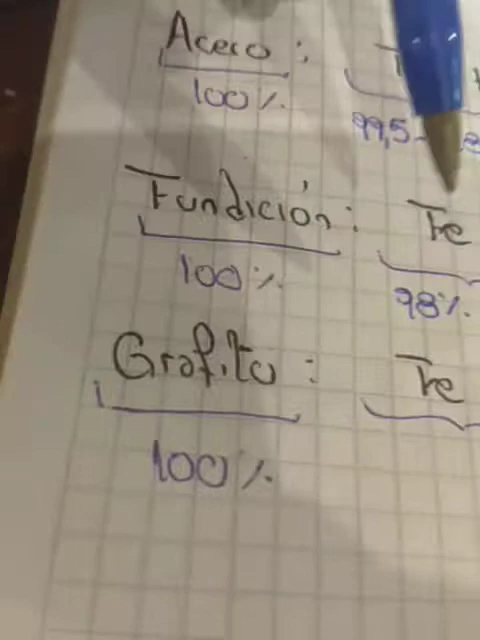 Acero:
100% 99,5-
Fundición: Fe
100% 98%
Grafito: Fe
100%